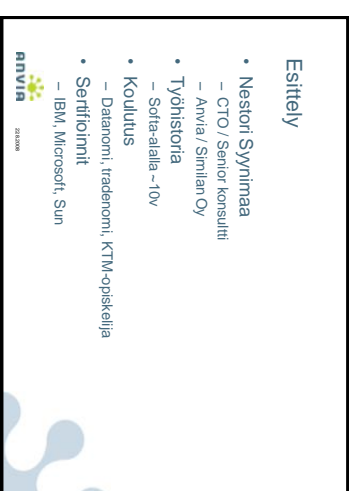 Esittely
• Nestori Syynimaa
– CTO / Senior konsultti
– Anvia / Similan Oy
• Työhistoria
– Softa-alalla ~10v
• Koulutus
– Datanomi, tradenomi, KTM-opiskelija
• Sertifioinnit
– IBM, Microsoft, Sun
ANVIA
22.8.2008